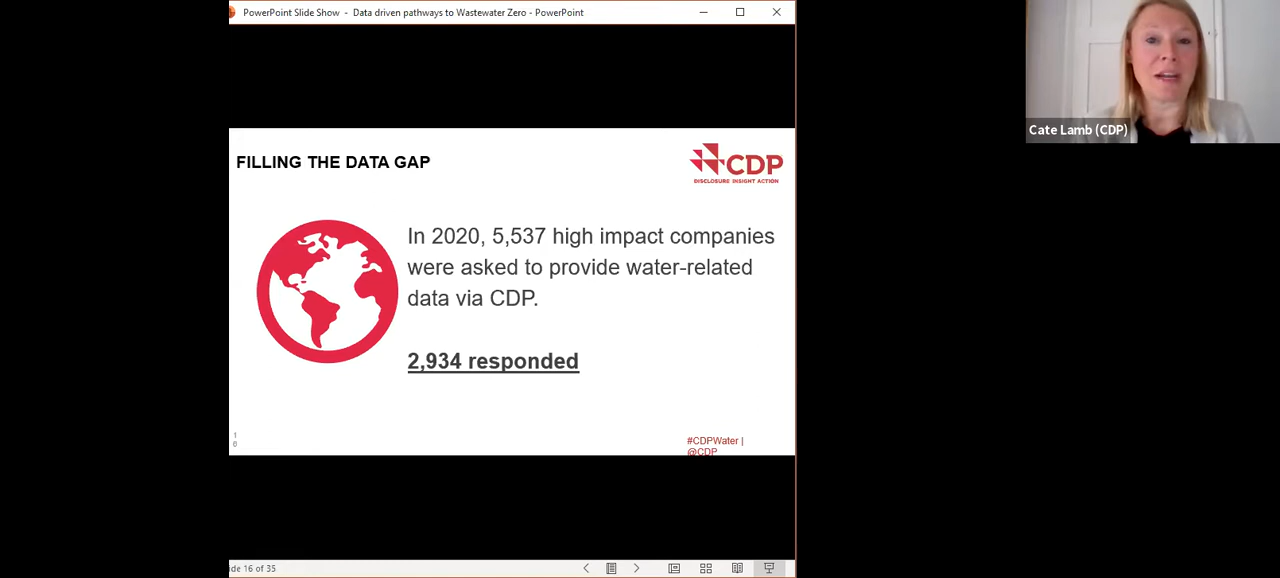 PowerPoint Slide Show - Data driven pathways to Wastewater Zero - PowerPoint
Cate Lamb (CDP)
FILLING THE DATA GAP
CDP
DISCLOSURE INSIGHT ACTION
In 2020, 5,537 high impact companies
were asked to provide water-related
data via CDP.
2,934 responded
#CDPWater |
@CDP
ide 16 of 35